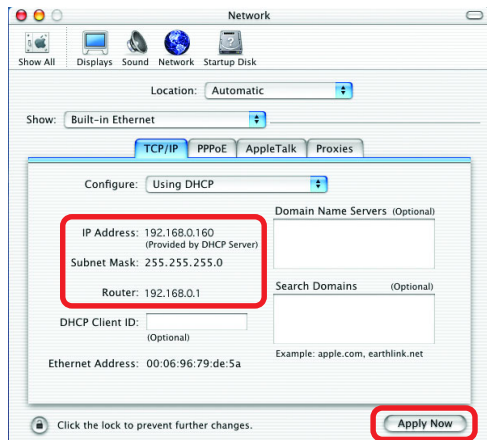 Network
Show All Displays Sound Network Startup Disk
Location: Automatic
Show: Built-in Ethernet
TCP/IP PPPoE AppleTalk Proxies
Configure: Using DHCP
Domain Name Servers (Optional)
IP Address: 192.168.0.160
(Provided by DHCP Server)
Subnet Mask: 255.255.255.0
Router: 192.168.0.1
Search Domains (Optional)
DHCP Client ID:
(Optional)
Example: apple.com, earthlink.net
Ethernet Address: 00:06:96:79:de:5a
Click the lock to prevent further changes.
Apply Now